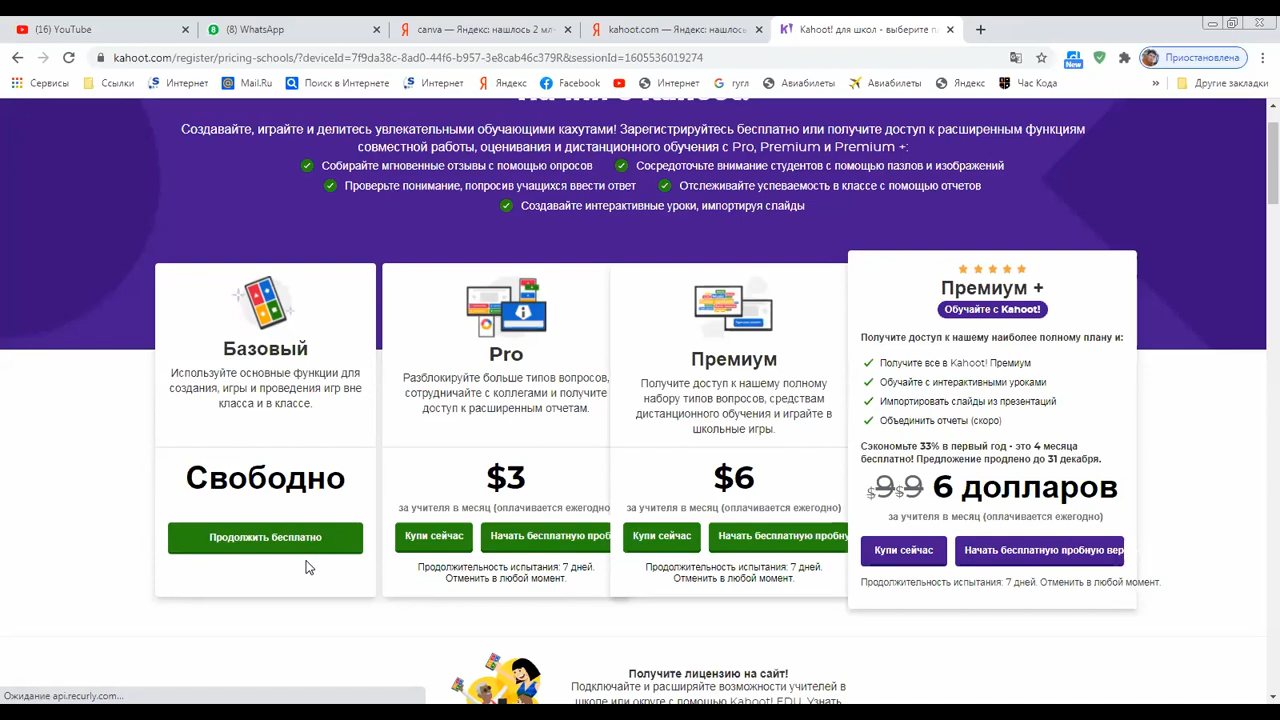 (16) YouTube
(8) WhatsApp
canva — Яндекс: нашлось 2 мл
kahoot.com — Яндекс: нашлось
Kahoot! для школ - выберите
kahoot.com/register/pricing-schools/?deviceId=7f9da38c-8ad0-44f6-b957-3e8cab46c379R&sessionId=1605536019274
New
Приостановлена
Сервисы
Ссылки
Интернет
Mail.Ru
Поиск в Интернете
Интернет
Яндекс
Facebook
Интернет
гугл
Авиабилеты
Авиабилеты
Яндекс
Час Кода
»
Другие закладки
Создавайте, играйте и делитесь увлекательными обучающими кахутами! Зарегистрируйтесь бесплатно или получите доступ к расширенным функциям
совместной работы, оценивания и дистанционного обучения с Pro, Premium и Premium +:
Собирайте мгновенные отзывы с помощью опросов
Сосредоточьте внимание студентов с помощью пазлов и изображений
Проверьте понимание, попросив учащихся ввести ответ
Отслеживайте успеваемость в классе с помощью отчетов
Создавайте интерактивные уроки, импортируя слайды
Базовый
Используйте основные функции для
создания, игры и проведения игр вне
класса и в классе.
Свободно
Продолжить бесплатно
Pro
Разблокируйте больше типов вопросов,
сотрудничайте с коллегами и получите
доступ к расширенным отчетам.
$3
за учителя в месяц (оплачивается ежегодно
Купи сейчас
Начать бесплатную проб
Продолжительность испытания: 7 дней.
Отменить в любой момент.
Премиум
Получите доступ к нашему полному
набору типов вопросов, средствам
дистанционного обучения и играйте в
школьные игры.
$6
за учителя в месяц (оплачивается ежегодно)
Купи сейчас
Начать бесплатную пробну
Продолжительность испытания: 7 дней.
Отменить в любой момент.
Премиум +
Обучайте с Kahoot!
Получите доступ к нашему наиболее полному плану и:
Получите все в Kahoot! Премиум
Обучайте с интерактивными уроками
Импортировать слайды из презентаций
Объединить отчеты (скоро)
Сэкономьте 33% в первый год - это 4 месяца
бесплатно! Предложение продлено до 31 декабря.
$9$9 6 долларов
за учителя в месяц (оплачивается ежегодно)
Купи сейчас
Начать бесплатную пробную вер
Продолжительность испытания: 7 дней. Отменить в любой момент.
Получите лицензию на сайт!
Подключайте и расширяйте возможности учителей в
школе или округе с помощью Kahoot! EDU. Узнать
Ожидание api.recurly.com...